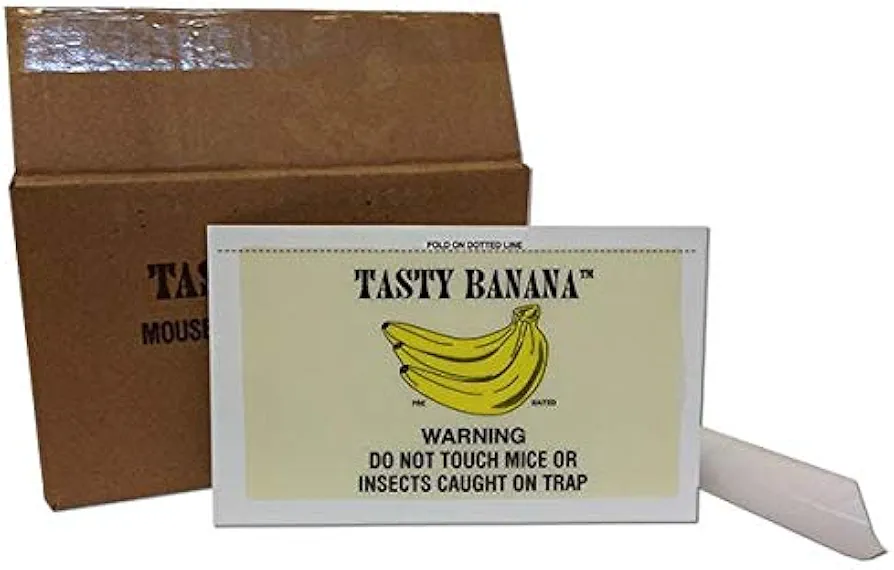 TAS
MOUSE
FOLD ON DOTTED LINE
TASTY BANANA™
PRE BAITED
WARNING
DO NOT TOUCH MICE OR
INSECTS CAUGHT ON TRAP